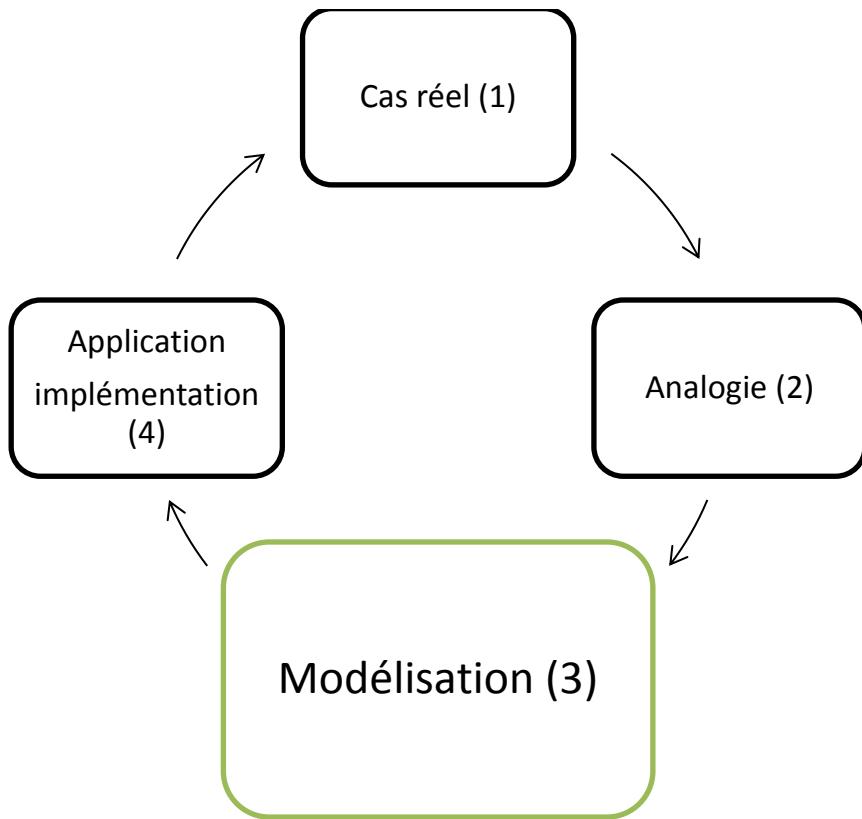 Cas réel (1)
Analogie (2)
Modélisation (3)
Application
implémentation
(4)